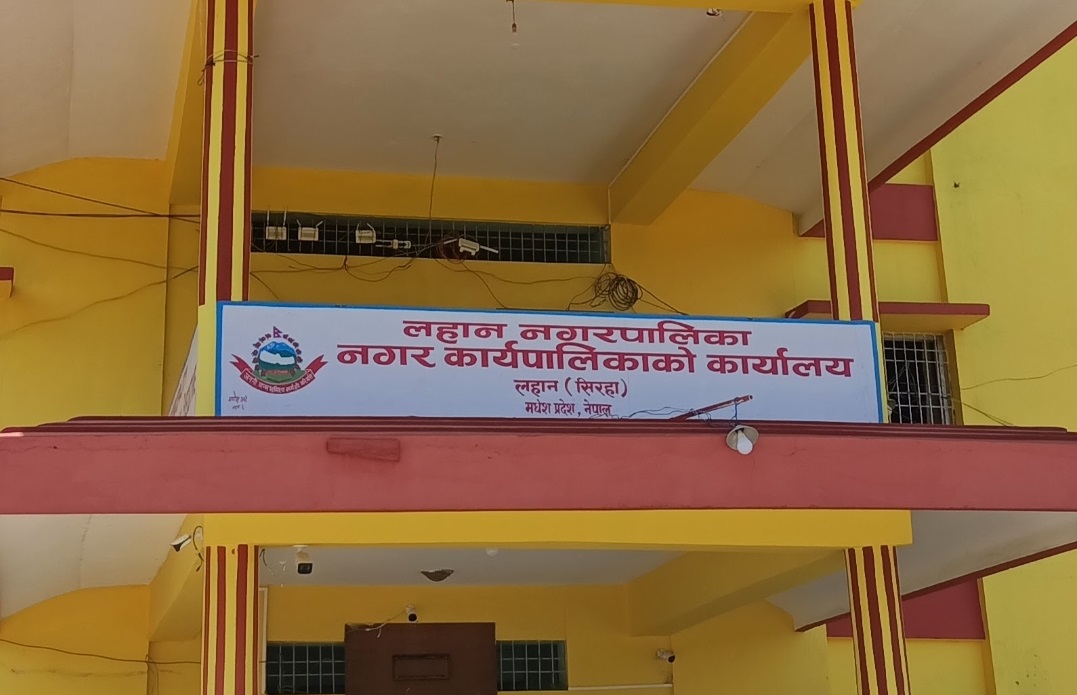 लहान नगरपालिका
नगर कार्यपालिकाको कार्यालय
लहान (सिरहा)
मधेश प्रदेश, नेपाल